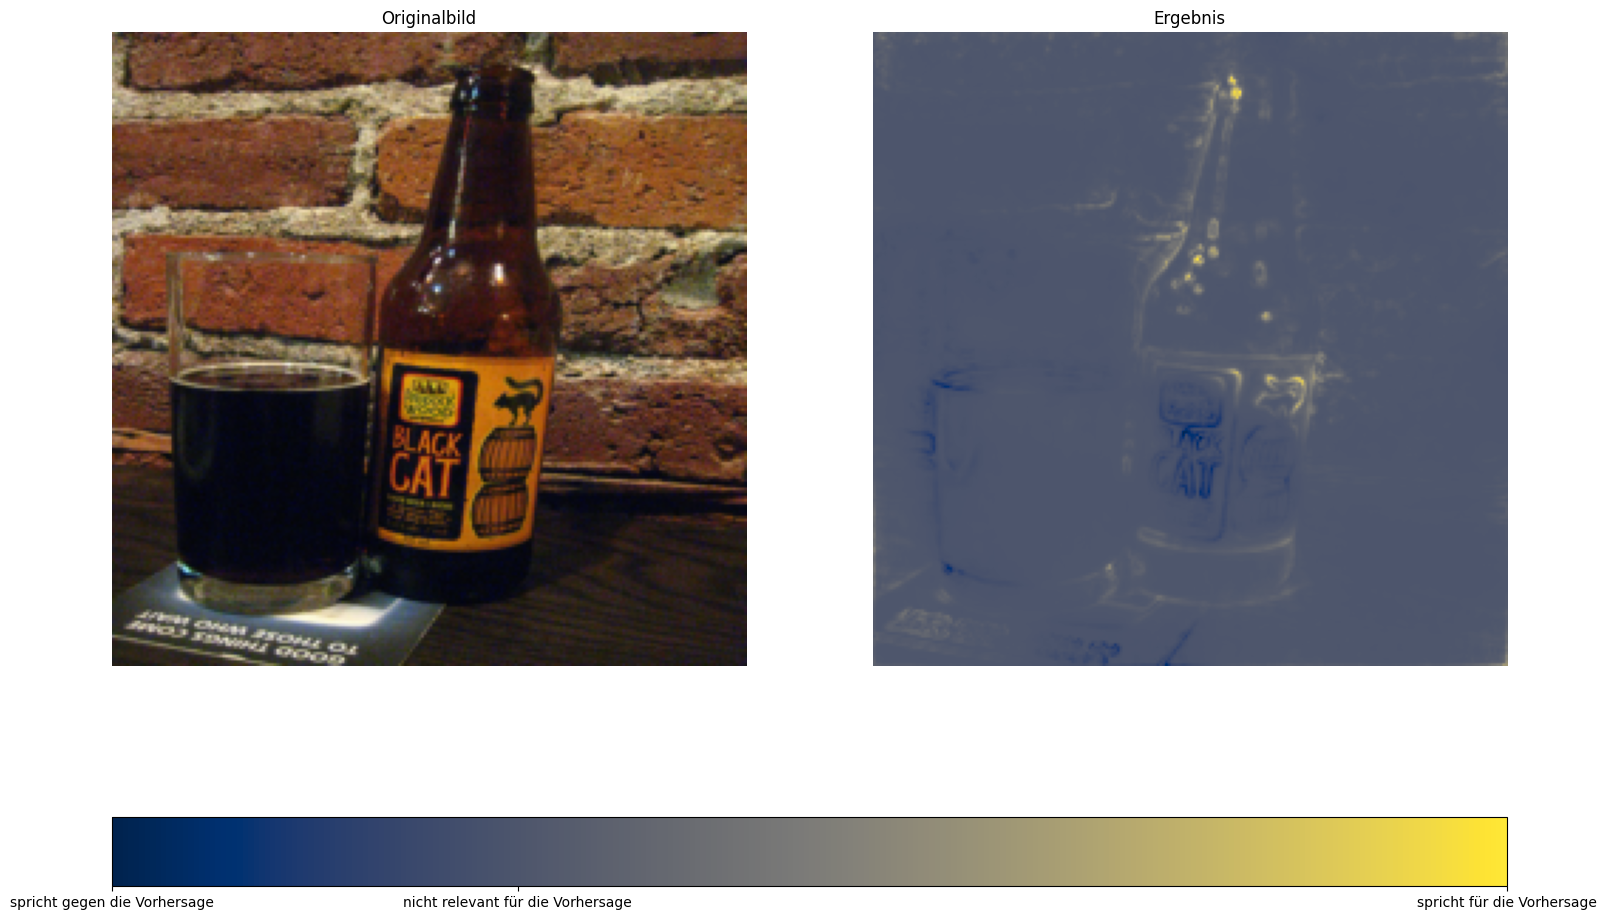 Originalbild
Ergebnis
BLACK
CAT
TO THOSE WHO WAIT
GOOD THINGS COME
spricht gegen die Vorhersage
nicht relevant für die Vorhersage
spricht für die Vorhersage